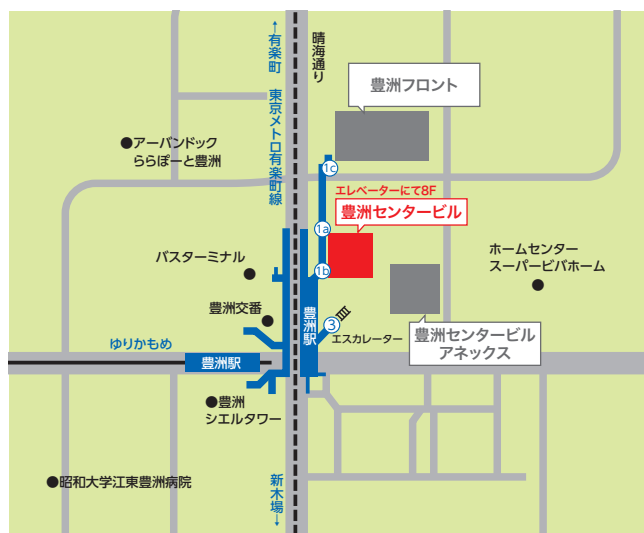 ←有楽町
晴海通り
東京メトロ有楽町線
豊洲フロント
●アーバンドック
ららぽーと豊洲
1c
エレベーターにて8F
豊洲センタービル
1a
バスターミナル
1b
ホームセンター
スーパービバホーム
豊洲交番
豊洲駅
3
エスカレーター
豊洲センタービル
アネックス
ゆりかもめ
豊洲駅
●豊洲
シエルタワー
●昭和大学江東豊洲病院
新木場→